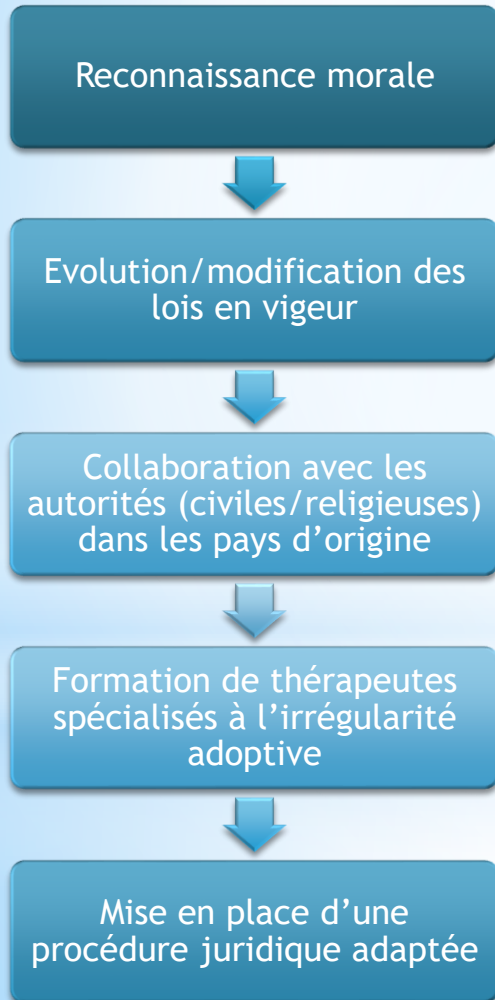 Reconnaissance morale
Evolution/modification des
lois en vigeur
Collaboration avec les
autorités (civiles/religieuses)
dans les pays d’origine
Formation de thérapeutes
spécialisés à l’irrégularité
adoptive
Mise en place d’une
procédure juridique adaptée